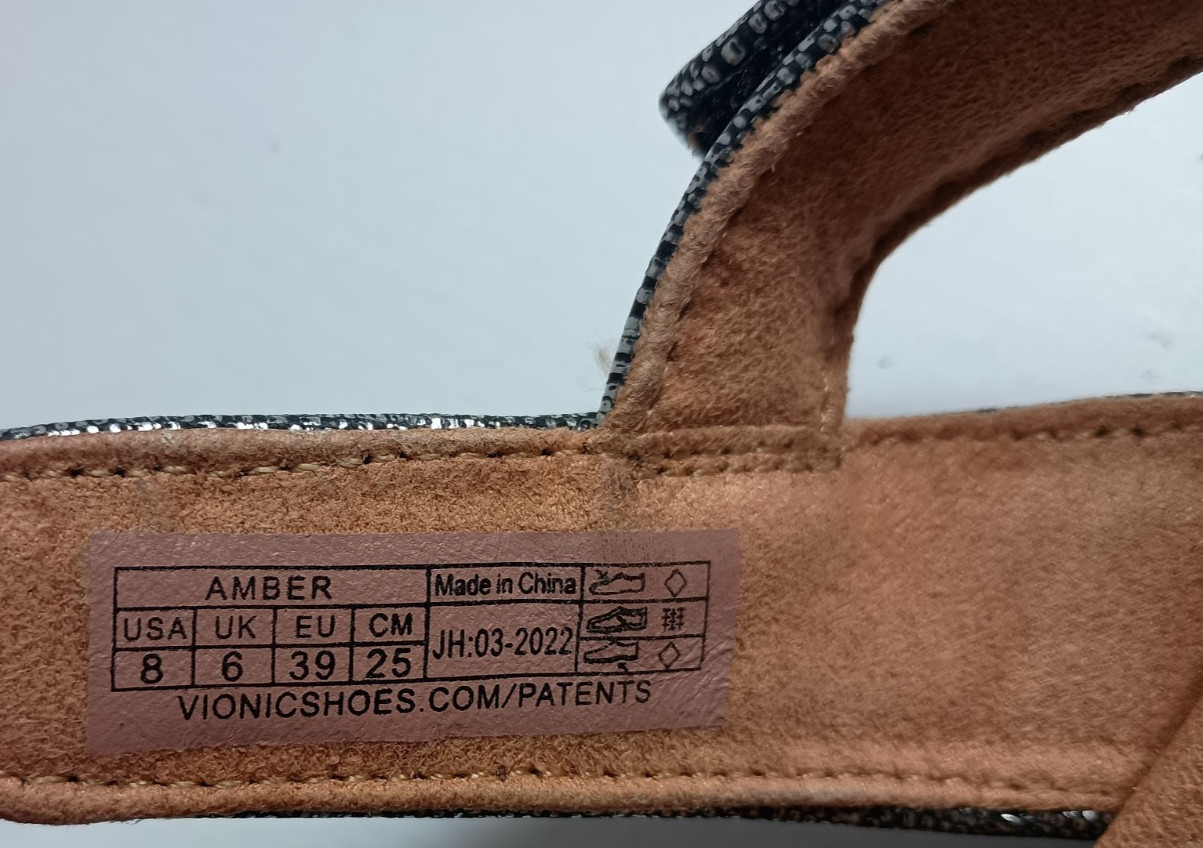 AMBER Made in China
USA UK EU CM
JH:03-2022
8 6 39 25
VIONICSHOES.COM/PATENTS